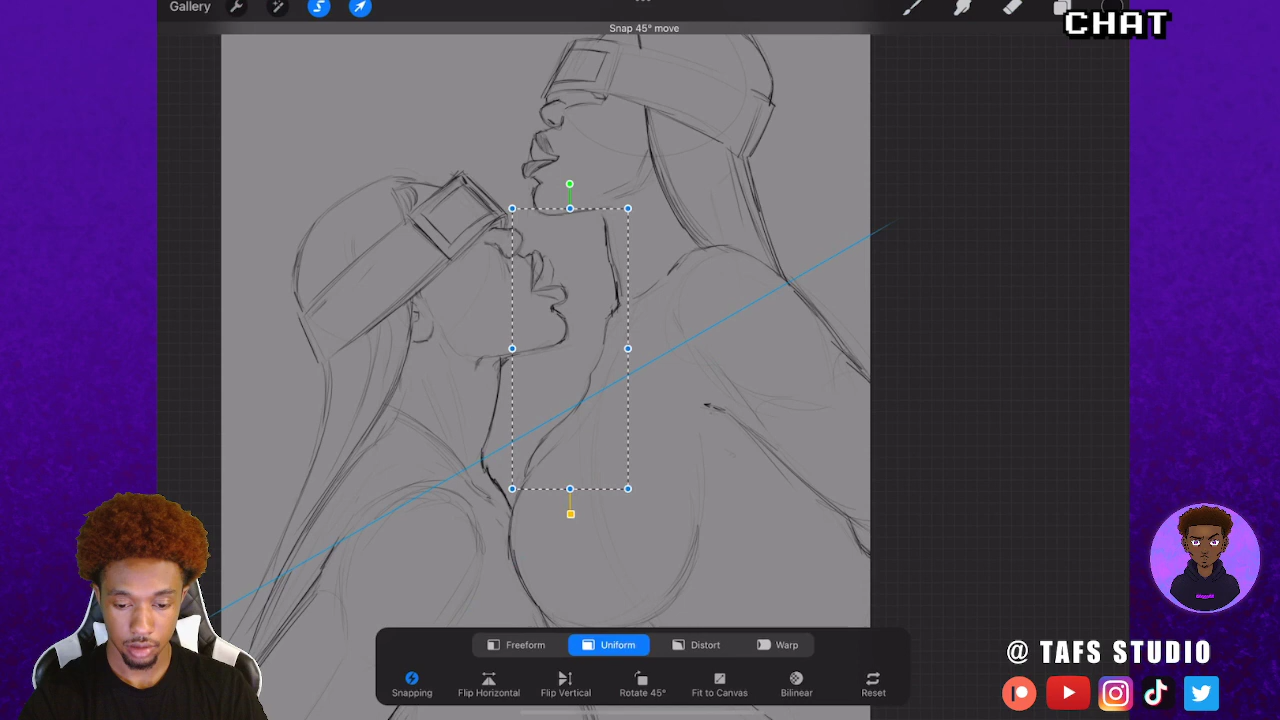 Gallery
Snap 45° move
CHAT
Freeform
Uniform
Distort
Warp
Snapping
Flip Horizontal
Flip Vertical
Rotate 45°
Fit to Canvas
Bilinear
Reset
@ TAFS STUDIO